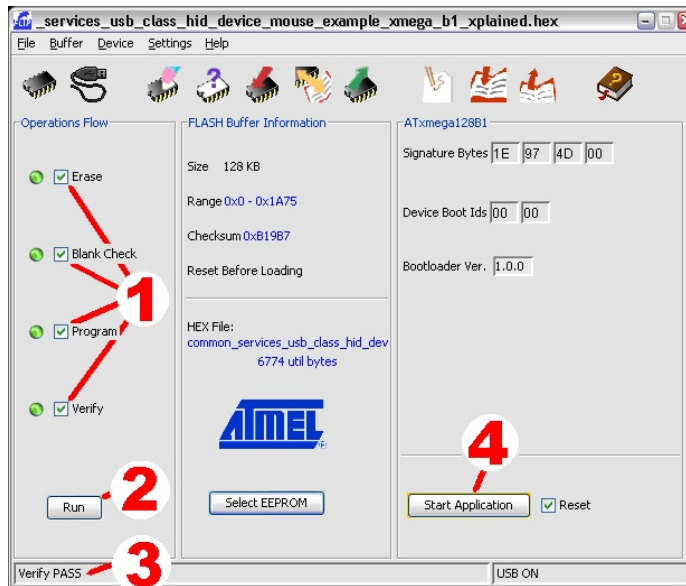 _services_usb_class_hid_device_mouse_example_xmega_b1_xplained.hex
File Buffer Device Settings Help
Operations Flow
Erase
Blank Check
Program
Verify
1
Run
2
FLASH Buffer Information
Size 128 KB
Range 0x0 - 0x1A75
Checksum 0xB19B7
Reset Before Loading
HEX File:
common_services_usb_class_hid_dev
6774 util bytes
ATMEL
®
Select EEPROM
ATxmega128B1
Signature Bytes 1E 97 4D 00
Device Boot Ids 00 00
Bootloader Ver. 1.0.0
4
Start Application Reset
Verify PASS
3
USB ON